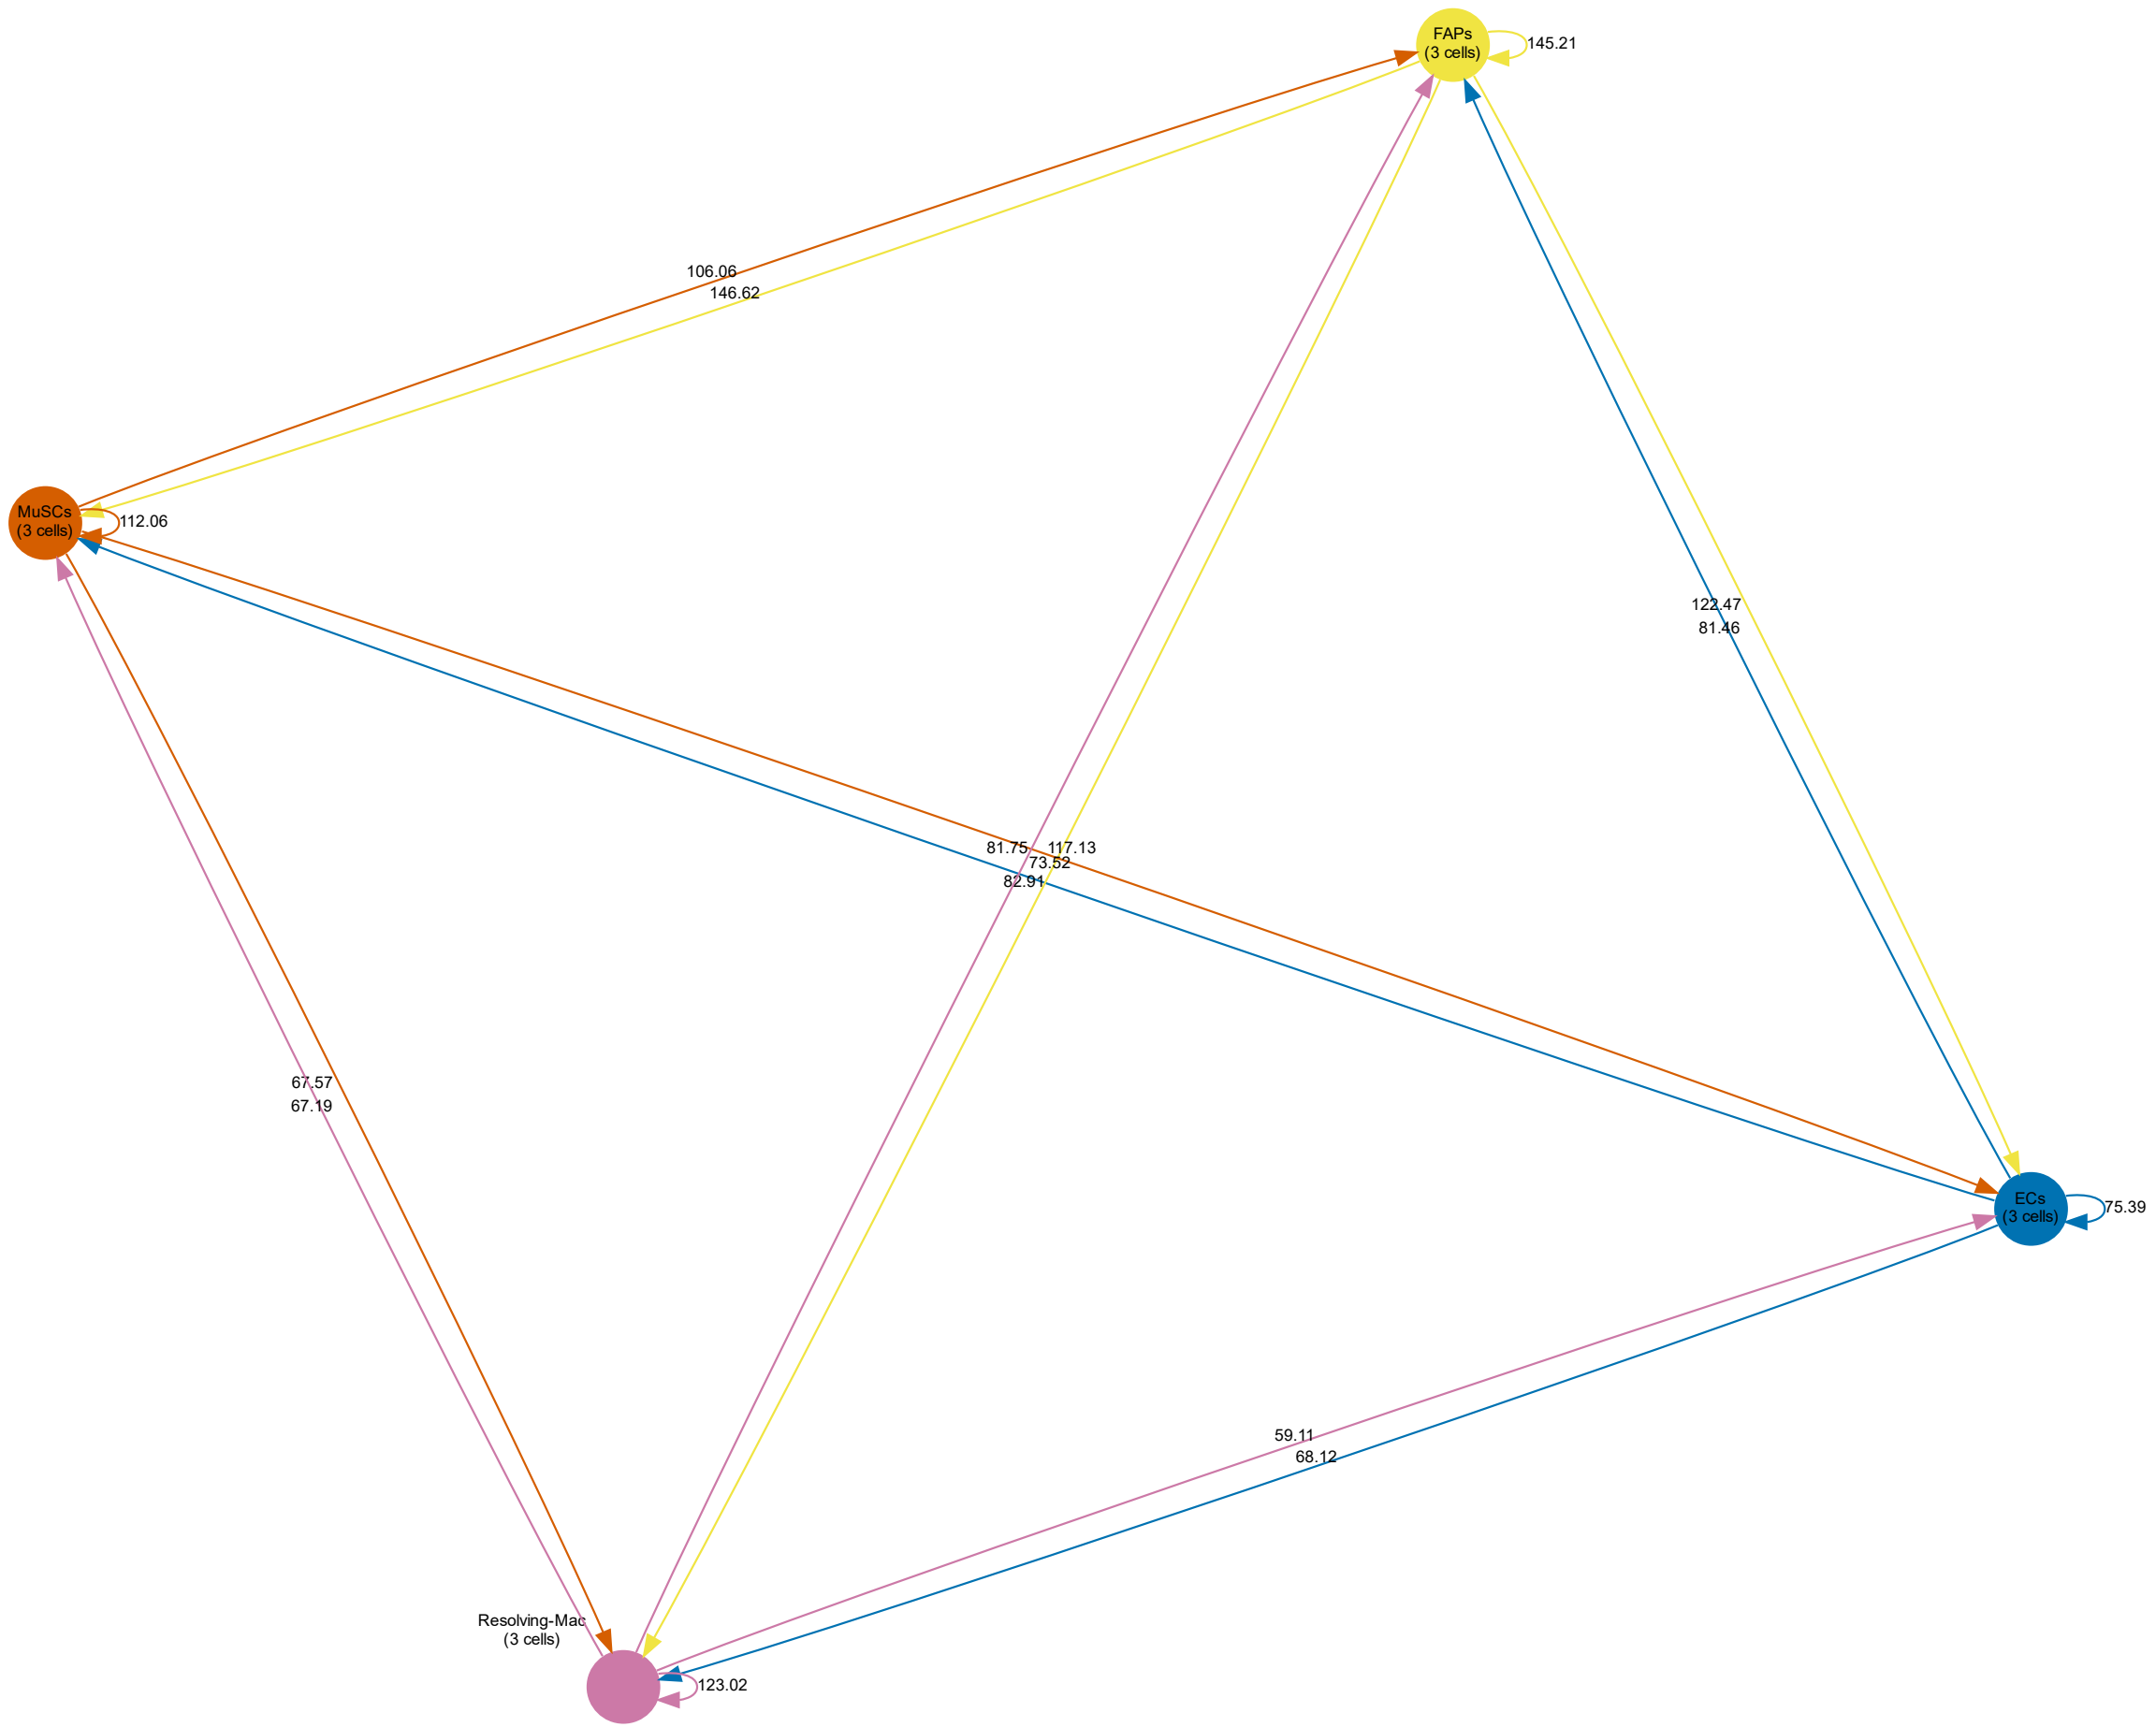 FAPs
(3 cells)
145.21
106.06
146.62
MuSCs
(3 cells)
112.06
122.47
81.46
81.75
117.13
73.52
82.91
67.57
67.19
ECs
(3 cells)
75.39
59.11
68.12
Resolving-Mac
(3 cells)
123.02